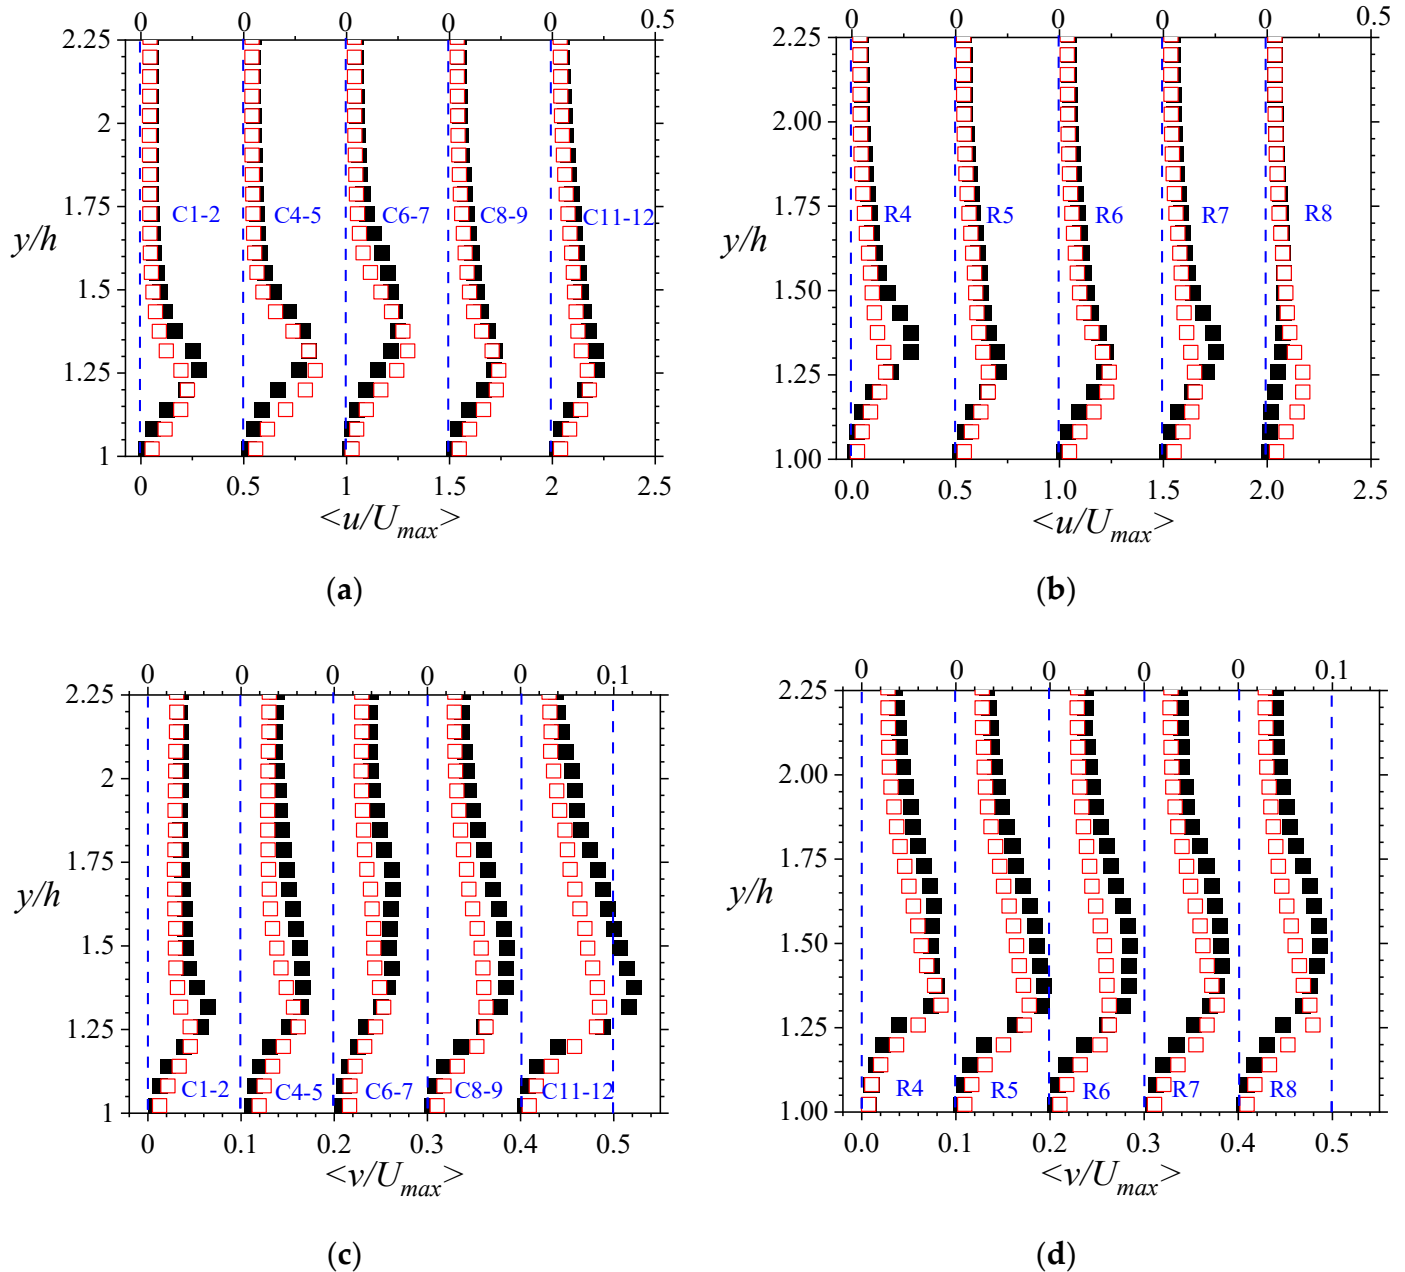 0 0 0 0 0 0.5
2.25
2
1.75
1.5
1.25
1
y/h
C1-2 C4-5 C6-7 C8-9 C11-12
0 0.5 1 1.5 2 2.5
<u/Umax>
(a)
0 0 0 0 0 0.5
2.25
2.00
1.75
1.50
1.25
1.00
y/h
R4 R5 R6 R7 R8
0.0 0.5 1.0 1.5 2.0 2.5
<u/Umax>
(b)
0 0 0 0 0 0.1
2.25
2
1.75
1.5
1.25
1
y/h
C1-2 C4-5 C6-7 C8-9 C11-12
0 0.1 0.2 0.3 0.4 0.5
<v/Umax>
(c)
0 0 0 0 0 0.1
2.25
2.00
1.75
1.50
1.25
1.00
y/h
R4 R5 R6 R7 R8
0.0 0.1 0.2 0.3 0.4 0.5
<v/Umax>
(d)